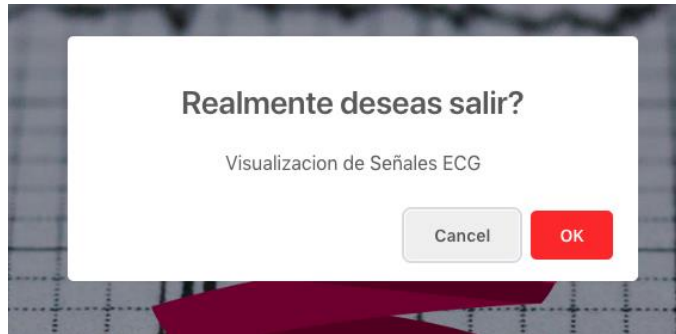 Realmente deseas salir?
Visualizacion de Señales ECG
Cancel
OK